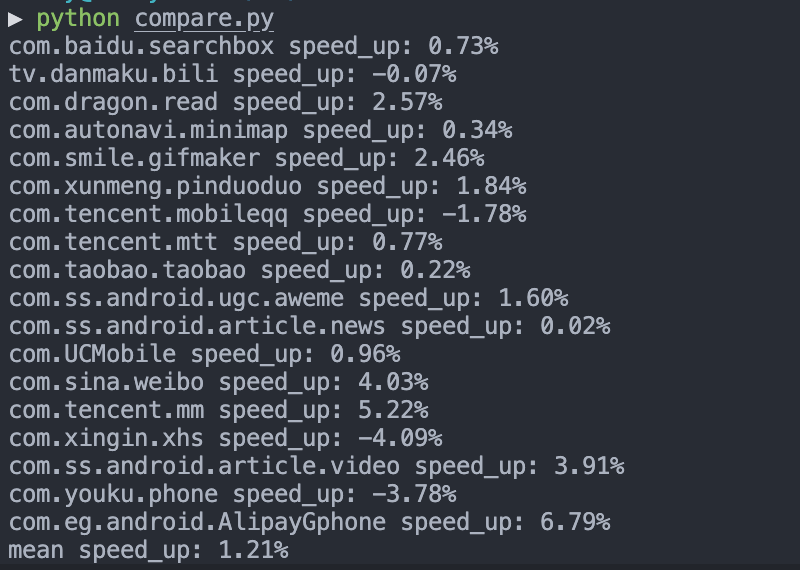 ▶ python compare.py
com.baidu.searchbox speed_up: 0.73%
tv.danmaku.bili speed_up: -0.07%
com.dragon.read speed_up: 2.57%
com.autonavi.minimap speed_up: 0.34%
com.smile.gifmaker speed_up: 2.46%
com.xunmeng.pinduoduo speed_up: 1.84%
com.tencent.mobileqq speed_up: -1.78%
com.tencent.mtt speed_up: 0.77%
com.taobao.taobao speed_up: 0.22%
com.ss.android.ugc.aweme speed_up: 1.60%
com.ss.android.article.news speed_up: 0.02%
com.UCMobile speed_up: 0.96%
com.sina.weibo speed_up: 4.03%
com.tencent.mm speed_up: 5.22%
com.xingin.xhs speed_up: -4.09%
com.ss.android.article.video speed_up: 3.91%
com.youku.phone speed_up: -3.78%
com.eg.android.AlipayGphone speed_up: 6.79%
mean speed_up: 1.21%